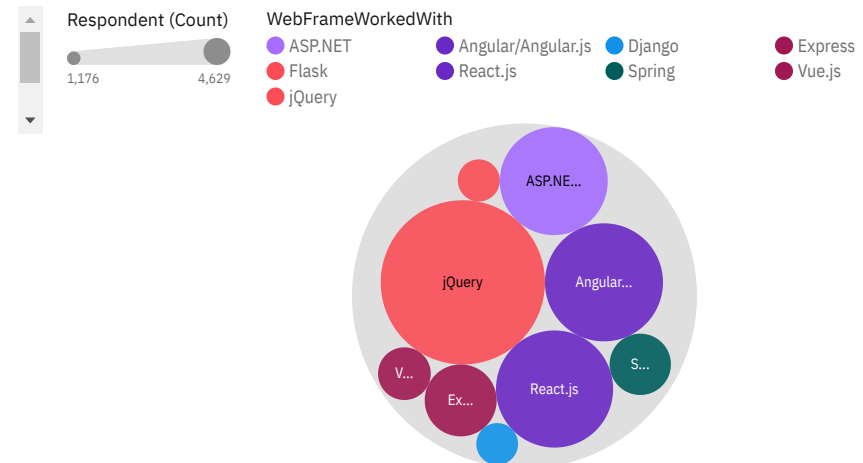 Respondent (Count)
1,176 4,629
WebFrameWorkedWith
ASP.NET Angular/Angular.js Django Express
Flask React.js Spring Vue.js
jQuery
ASP.NE...
jQuery
Angular...
S...
V...
React.js
Ex...